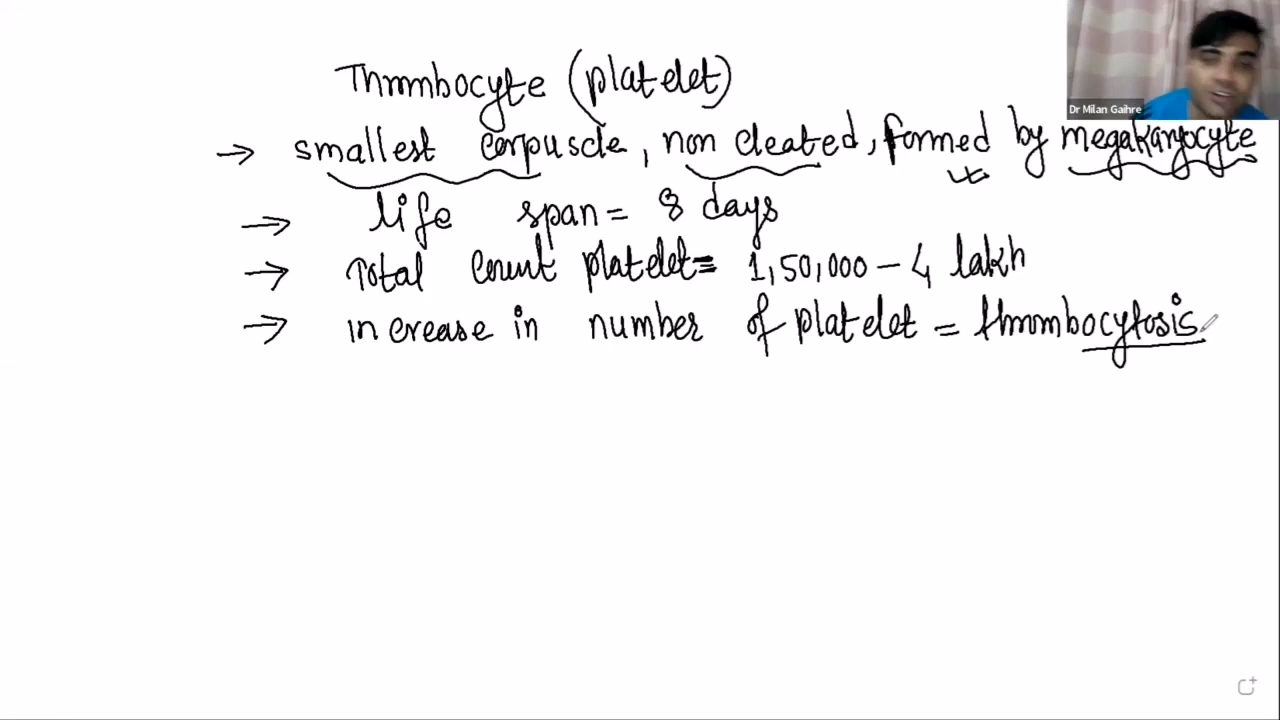 Thrombocyte (platelet)
Dr Milan Gaihre
→ smallest corpuscle, non cleated, formed by megakaryocyte
→ life span = 8 days
→ Total count platelet = 1,50,000 - 4 lakh
→ increase in number of platelet = thrombocytosis